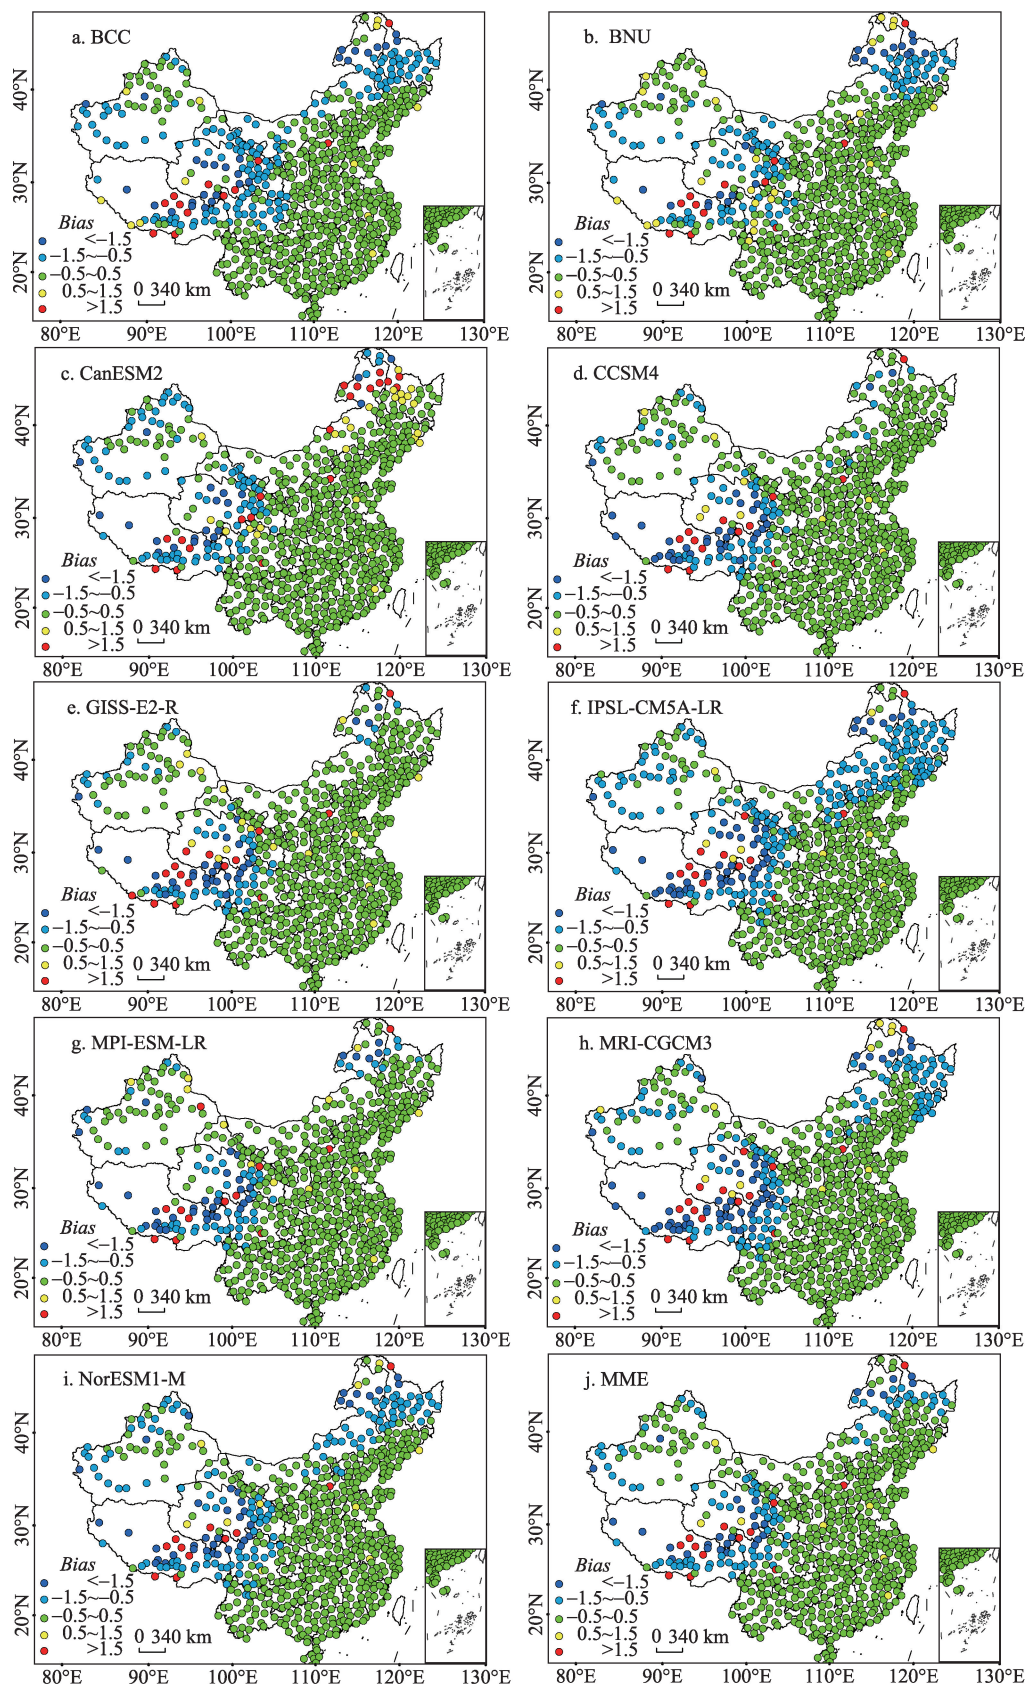 a. BCC
40°N
30°N
20°N
Bias
<−1.5
−1.5~−0.5
−0.5~0.5
0.5~1.5
>1.5
0 340 km
80°E 90°E 100°E 110°E 120°E 130°E
b. BNU
40°N
30°N
20°N
Bias
<−1.5
−1.5~−0.5
−0.5~0.5
0.5~1.5
>1.5
0 340 km
80°E 90°E 100°E 110°E 120°E 130°E
c. CanESM2
40°N
30°N
20°N
Bias
<−1.5
−1.5~−0.5
−0.5~0.5
0.5~1.5
>1.5
0 340 km
80°E 90°E 100°E 110°E 120°E 130°E
d. CCSM4
40°N
30°N
20°N
Bias
<−1.5
−1.5~−0.5
−0.5~0.5
0.5~1.5
>1.5
0 340 km
80°E 90°E 100°E 110°E 120°E 130°E
e. GISS-E2-R
40°N
30°N
20°N
Bias
<−1.5
−1.5~−0.5
−0.5~0.5
0.5~1.5
>1.5
0 340 km
80°E 90°E 100°E 110°E 120°E 130°E
f. IPSL-CM5A-LR
40°N
30°N
20°N
Bias
<−1.5
−1.5~−0.5
−0.5~0.5
0.5~1.5
>1.5
0 340 km
80°E 90°E 100°E 110°E 120°E 130°E
g. MPI-ESM-LR
40°N
30°N
20°N
Bias
<−1.5
−1.5~−0.5
−0.5~0.5
0.5~1.5
>1.5
0 340 km
80°E 90°E 100°E 110°E 120°E 130°E
h. MRI-CGCM3
40°N
30°N
20°N
Bias
<−1.5
−1.5~−0.5
−0.5~0.5
0.5~1.5
>1.5
0 340 km
80°E 90°E 100°E 110°E 120°E 130°E
i. NorESM1-M
40°N
30°N
20°N
Bias
<−1.5
−1.5~−0.5
−0.5~0.5
0.5~1.5
>1.5
0 340 km
80°E 90°E 100°E 110°E 120°E 130°E
j. MME
40°N
30°N
20°N
Bias
<−1.5
−1.5~−0.5
−0.5~0.5
0.5~1.5
>1.5
0 340 km
80°E 90°E 100°E 110°E 120°E 130°E